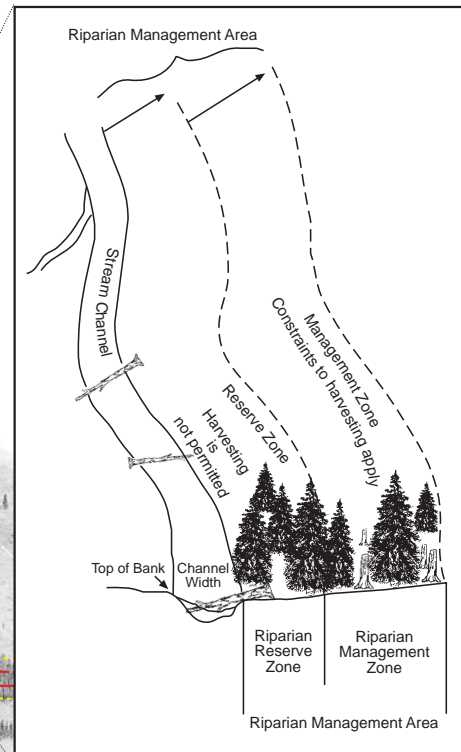 Riparian Management Area
Stream Channel
Management Zone
Constraints to harvesting apply
Reserve Zone
Harvesting
is
not permitted
Top of Bank
Channel
Width
Riparian
Reserve
Zone
Riparian
Management
Zone
Riparian Management Area